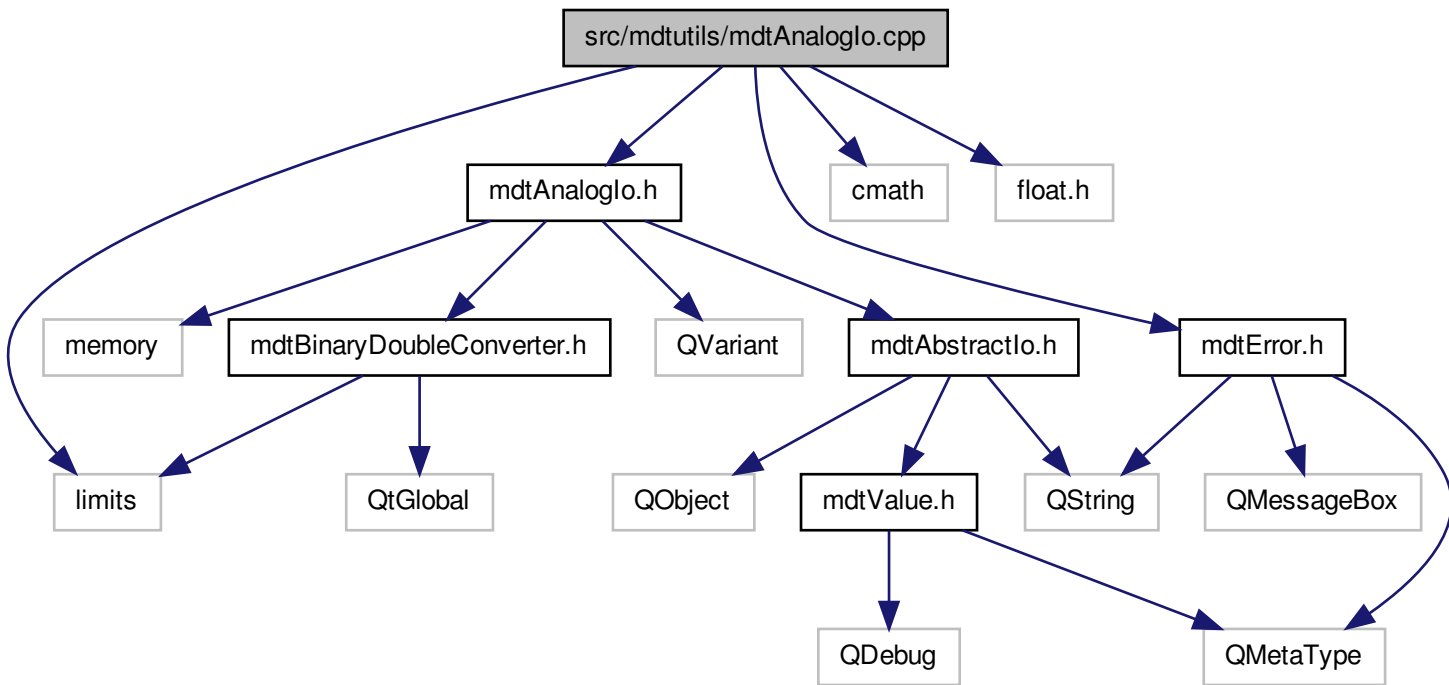 src/mdtutils/mdtAnalogIo.cpp
mdtAnalogIo.h
cmath
float.h
memory
mdtBinaryDoubleConverter.h
QVariant
mdtAbstractIo.h
mdtError.h
limits
QtGlobal
QObject
mdtValue.h
QString
QMessageBox
QDebug
QMetaType